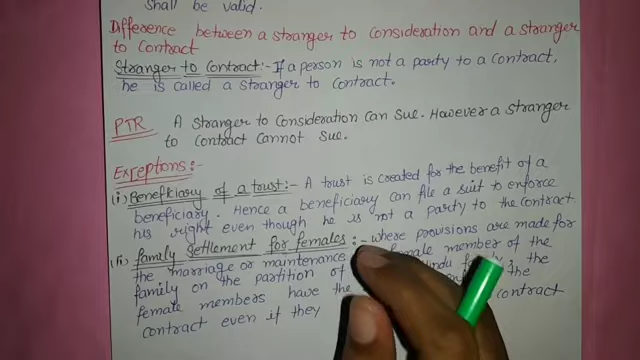 shall be valid.
Difference between a stranger to consideration and a stranger
to contract
Stranger to contract:- If a person is not a party to a contract,
he is called a stranger to contract.
PTR A stranger to consideration can sue. However a stranger
to contract cannot sue.
Exceptions:-
(i) Beneficiary of a trust:- A trust is created for the benefit of a
beneficiary. Hence a beneficiary can file a suit to enforce
his right even though he is not a party to the contract.
(ii) family settlement for females:- where provisions are made for
the marriage or maintenance female member of the
family on the partition of the
female members have the the
contract even if they contract